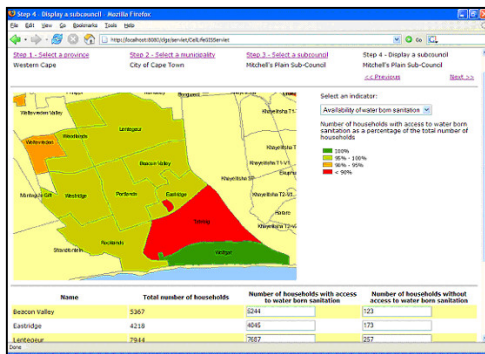 Step 4 - Display a subcouncil - Mozilla Firefox
File Edit View Go Bookmarks Tools Help
Go
Step 1 - Select a province Step 2 - Select a municipality Step 3 - Select a subcouncil Step 4 - Display a subcouncil
Western Cape City of Cape Town Mitchell's Plain Sub-Council Mitchell's Plain Sub-Council
<< Previous Next >>
Select an indicator:
Availability of water born sanitation
Number of households with access to water born
sanitation as a percentage of the total number of
households
100%
95% - 100%
90% - 95%
< 90%
Weltevreden Valley
Lentegeur
Woodlands
Beacon Valley
Westridge
Portlands
Eastridge
Tafelsig
Rocklands
Strandfontein
Name Total number of households Number of households with access to water born sanitation Number of households without access to water born sanitation
Beacon Valley 5367 5244 123
Eastridge 4218 4045 173
Lentegeur 7944 7687 257
Done